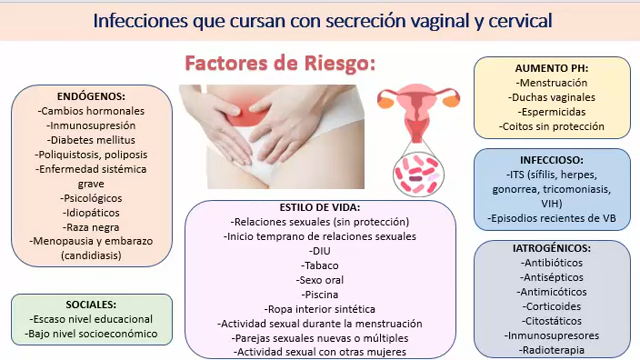 Infecciones que cursan con secreción vaginal y cervical
Factores de Riesgo:
ENDÓGENOS:
-Cambios hormonales
-Inmunosupresión
-Diabetes mellitus
-Poliquistosis, poliposis
-Enfermedad sistémica
grave
-Psicológicos
-Idiopáticos
-Raza negra
-Menopausia y embarazo
(candidiasis)
SOCIALES:
-Escaso nivel educacional
-Bajo nivel socioeconómico
ESTILO DE VIDA:
-Relaciones sexuales (sin protección)
-Inicio temprano de relaciones sexuales
-DIU
-Tabaco
-Sexo oral
-Piscina
-Ropa interior sintética
-Actividad sexual durante la menstruación
-Parejas sexuales nuevas o múltiples
-Actividad sexual con otras mujeres
AUMENTO PH:
-Menstruación
-Duchas vaginales
-Espermicidas
-Coitos sin protección
INFECCIOSO:
-ITS (sífilis, herpes,
gonorrea, tricomoniasis,
VIH)
-Episodios recientes de VB
IATROGÉNICOS:
-Antibióticos
-Antisépticos
-Antimicóticos
-Corticoides
-Citostáticos
-Inmunosupresores
-Radioterapia